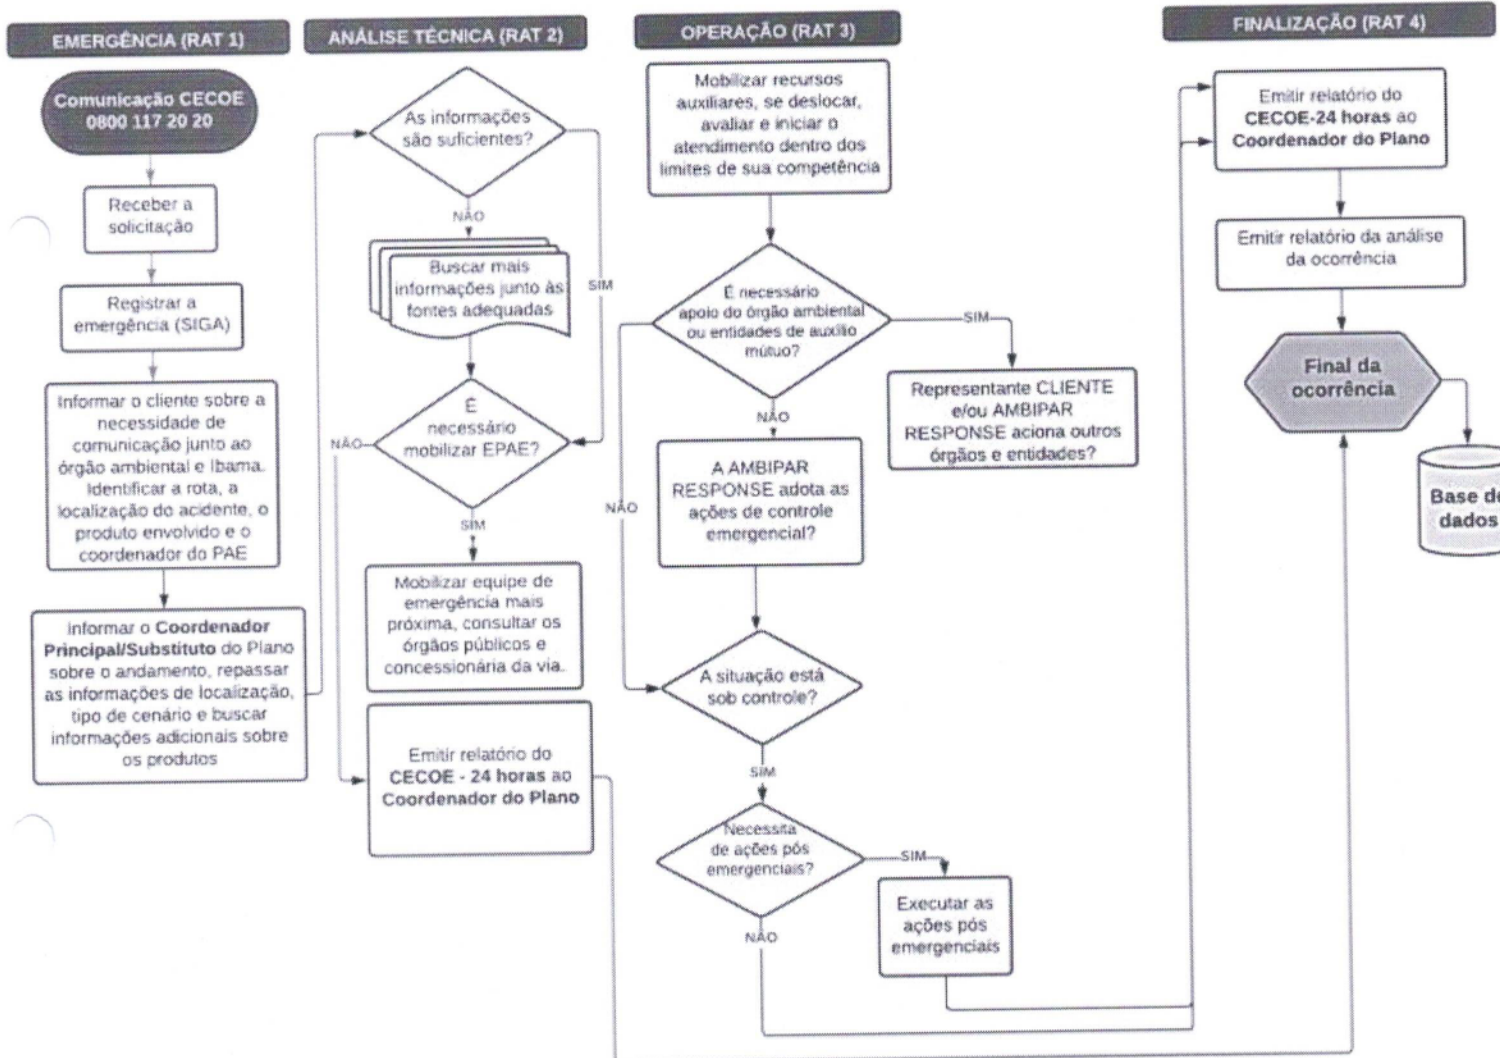 EMERGÊNCIA (RAT 1)
Comunicação CECOE
0800 117 20 20
Receber a
solicitação
Registrar a
emergência (SIGA)
Informar o cliente sobre a
necessidade de
comunicação junto ao
órgão ambiental e Ibama.
Identificar a rota, a
localização do acidente, o
produto envolvido e o
coordenador do PAE
Informar o Coordenador
Principal/Substituto do Plano
sobre o andamento, repassar
as informações de localização,
tipo de cenário e buscar
informações adicionais sobre
os produtos
ANÁLISE TÉCNICA (RAT 2)
As informações
são suficientes?
NÃO
SIM
Buscar mais
informações junto às
fontes adequadas
É
necessário
mobilizar EPAE?
NÃO
SIM
Mobilizar equipe de
emergência mais
próxima, consultar os
órgãos públicos e
concessionária da via.
Emitir relatório do
CECOE - 24 horas ao
Coordenador do Plano
OPERAÇÃO (RAT 3)
Mobilizar recursos
auxiliares, se deslocar,
avaliar e iniciar o
atendimento dentro dos
limites de sua competência
É necessário
apoio do órgão ambiental
ou entidades de auxílio
mútuo?
SIM
NÃO
NÃO
Representante CLIENTE
e/ou AMBIPAR
RESPONSE aciona outros
órgãos e entidades?
A AMBIPAR
RESPONSE adota as
ações de controle
emergencial?
A situação está
sob controle?
SIM
Necessita
de ações pós
emergenciais?
SIM
NÃO
Executar as
ações pós
emergenciais
FINALIZAÇÃO (RAT 4)
Emitir relatório do
CECOE-24 horas ao
Coordenador do Plano
Emitir relatório da análise
da ocorrência
Final da
ocorrência
Base de
dados